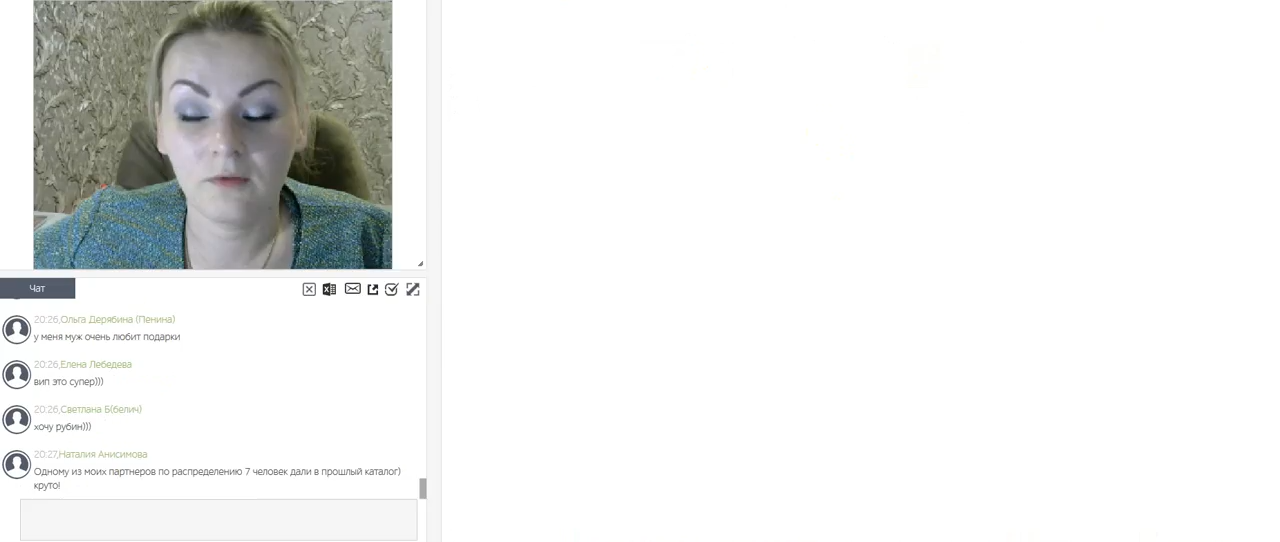 Чат
20:26,Ольга Дерябина (Пенина)
у меня муж очень любит подарки
20:26,Елена Лебедева
вип это супер)))
20:26,Светлана Б(белич)
хочу рубин)))
20:27,Наталия Анисимова
Одному из моих партнеров по распределению 7 человек дали в прошлый каталог)
круто!